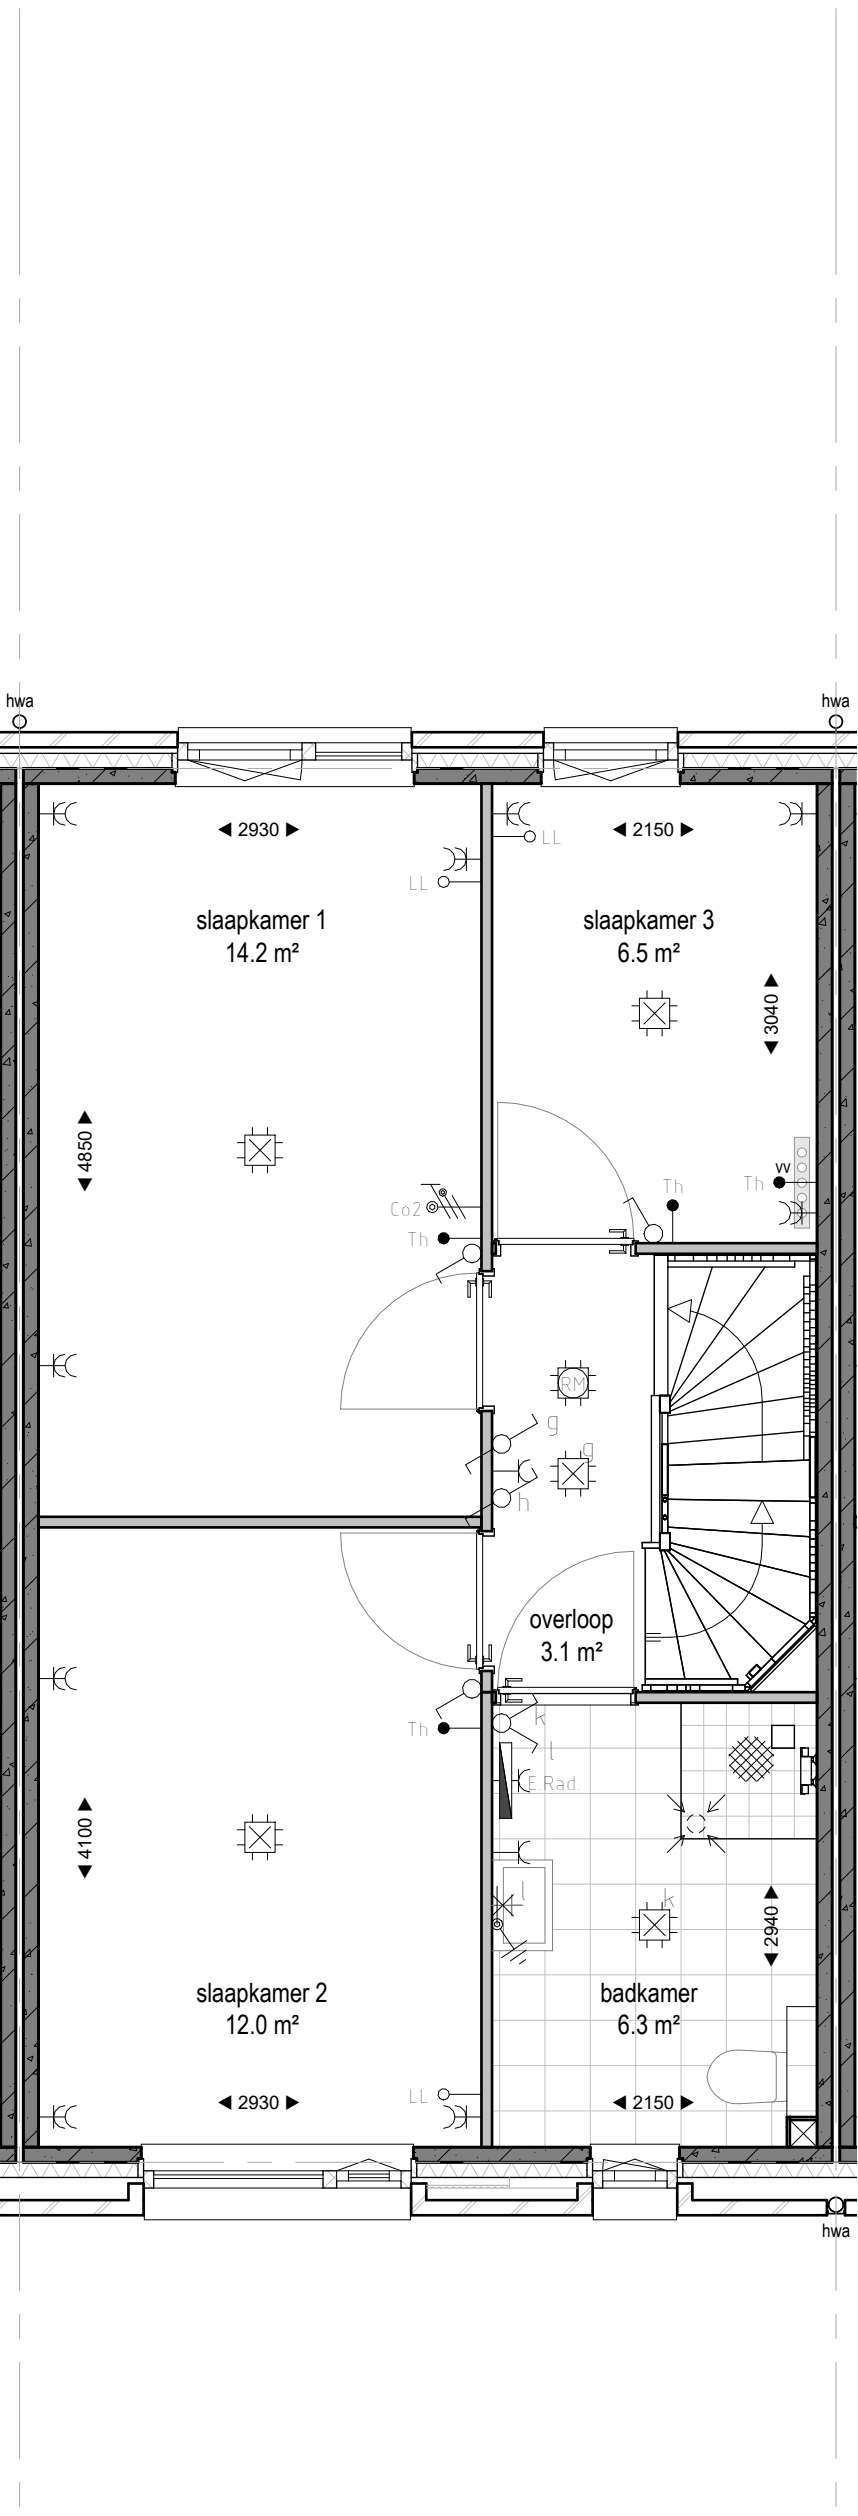 hwa
hwa
2930
2150
LL
LL
slaapkamer 1
14.2 m²
slaapkamer 3
6.5 m²
3040
4850
vv
Th
Th
Co2
Th
RM
g
g
h
overloop
3.1 m²
Th
k
l
E.Rad.
4100
l
k
2940
slaapkamer 2
12.0 m²
badkamer
6.3 m²
LL
2930
2150
hwa